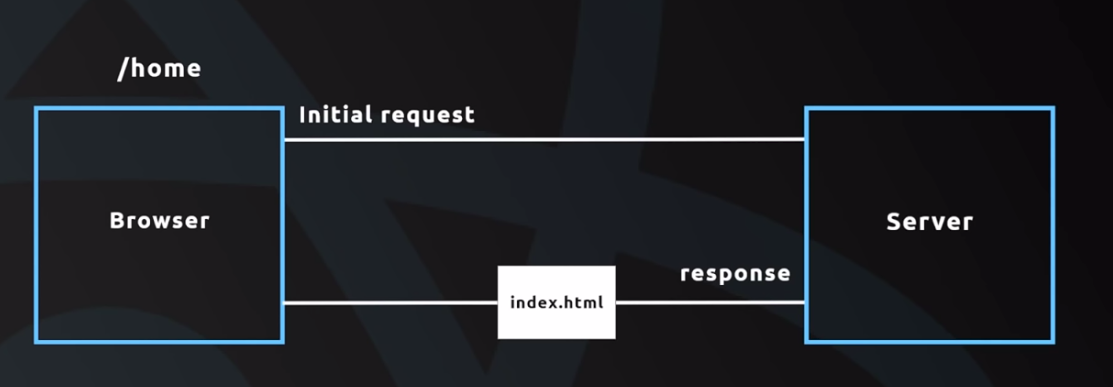 /home
Initial request
Browser
Server
response
index.html